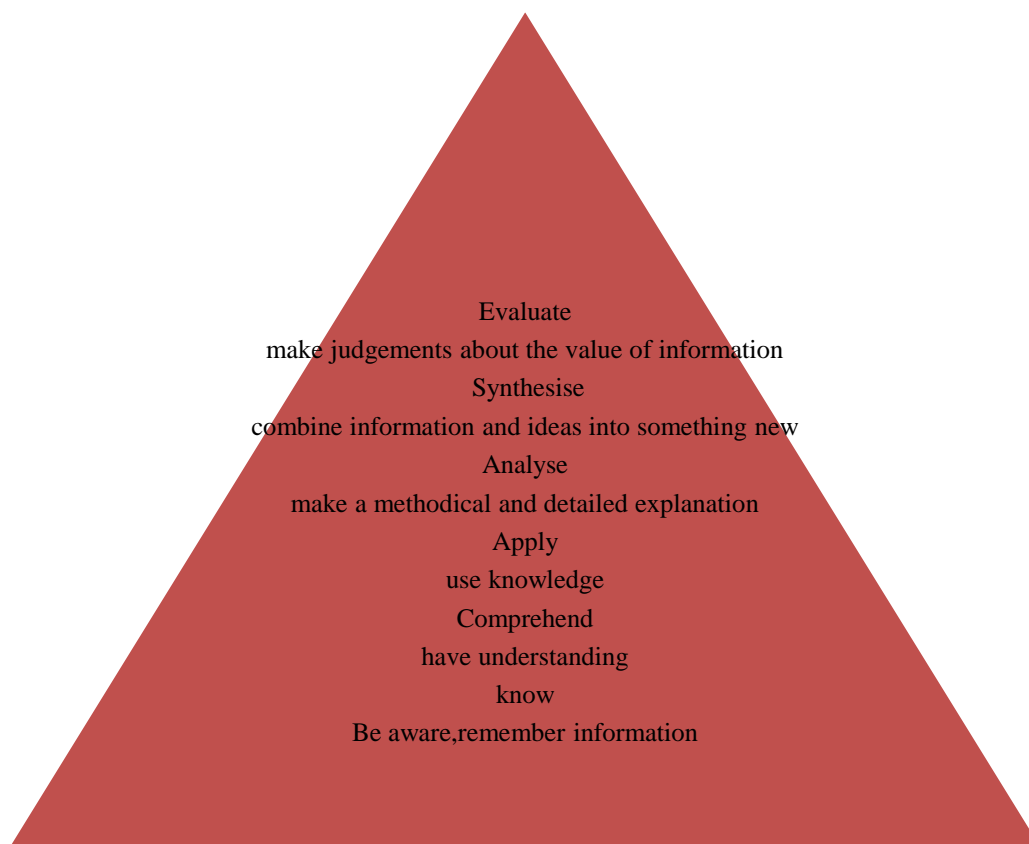 Evaluate
make judgements about the value of information
Synthesise
combine information and ideas into something new
Analyse
make a methodical and detailed explanation
Apply
use knowledge
Comprehend
have understanding
know
Be aware,remember information